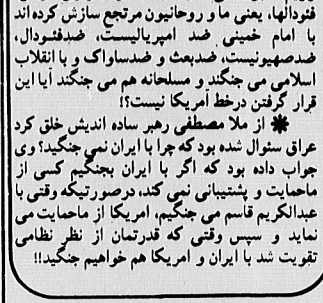 فئودالها، یعنی ما و روحانیون مرتجع سازش کرده اند
با امام خمینی ضد امپریالیست، ضدفئودال،
ضدصهیونیست، ضدبعث و ضدساواک و با انقلاب
اسلامی می جنگند و مسلحانه هم می جنگند آیا این
قرار گرفتن درخط آمریکا نیست؟!
✱ از ملا مصطفی رهبر ساده اندیش خلق کرد
عراق سئوال شده بود که چرا با ایران نمی جنگید؟ وی
جواب داده بود که اگر با ایران بجنگیم کسی از
ماحمایت و پشتیبانی نمی کند، درصورتیکه وقتی با
عبدالکریم قاسم می جنگیم، امریکا از ماحمایت می
نماید و سپس وقتی که قدرتمان از نظر نظامی
تقویت شد با ایران و امریکا هم خواهیم جنگید!!